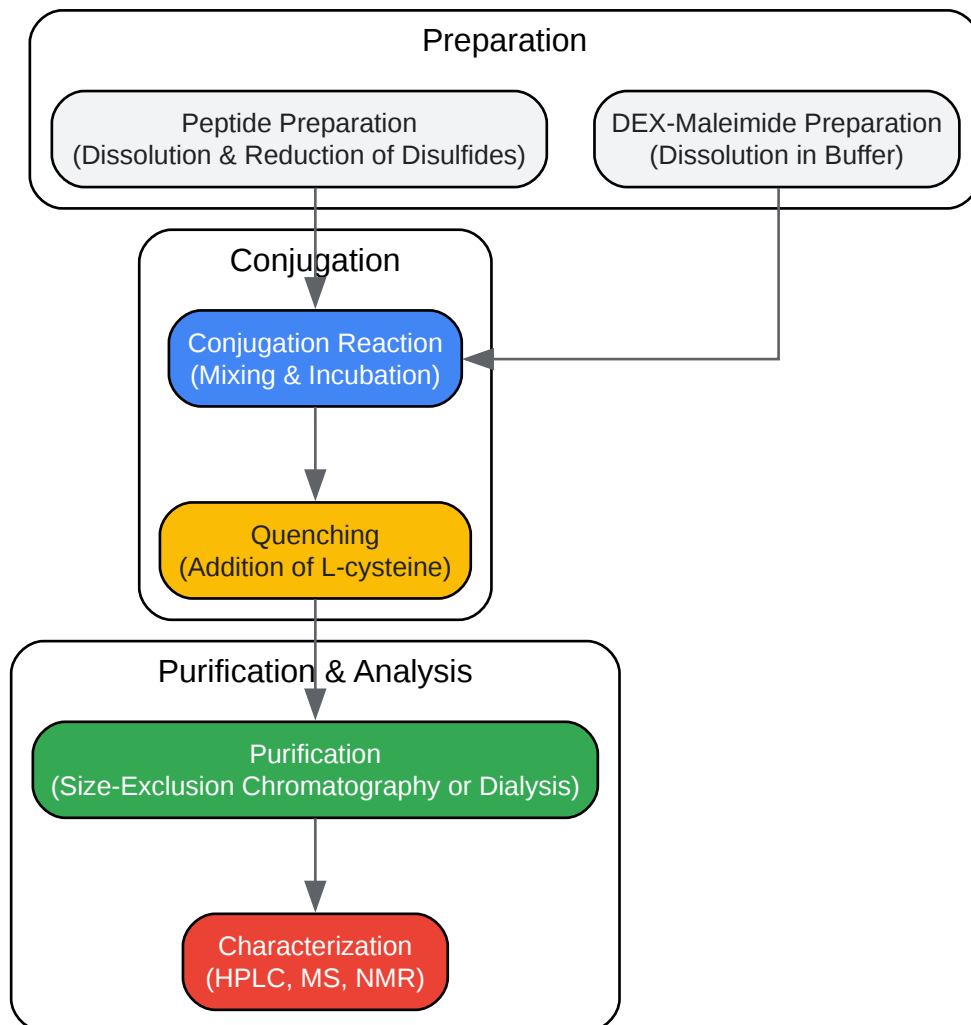 Preparation
Peptide Preparation
(Dissolution & Reduction of Disulfides)
DEX-Maleimide Preparation
(Dissolution in Buffer)
Conjugation
Conjugation Reaction
(Mixing & Incubation)
Quenching
(Addition of L-cysteine)
Purification & Analysis
Purification
(Size-Exclusion Chromatography or Dialysis)
Characterization
(HPLC, MS, NMR)